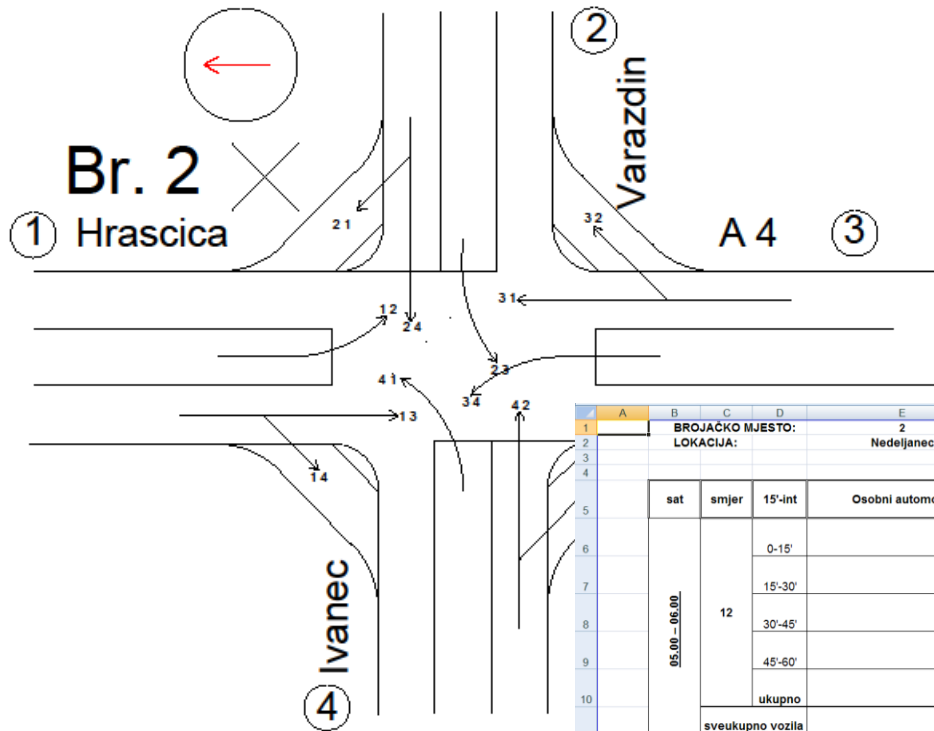 2
Varazdin
Br. 2
1 Hrascica
21
32
A 4 3
31
12
24
23
41
34
42
13
14
Ivanec
4
A B C D E
1 BROJAČKO MJESTO: 2
2 LOKACIJA: Nedeljanec
3
4
5 sat smjer 15'-int Osobni automo
6 0-15'
7 15'-30'
05.00 – 06.00 12
8 30'-45'
9 45'-60'
10 ukupno
sveukupno vozila